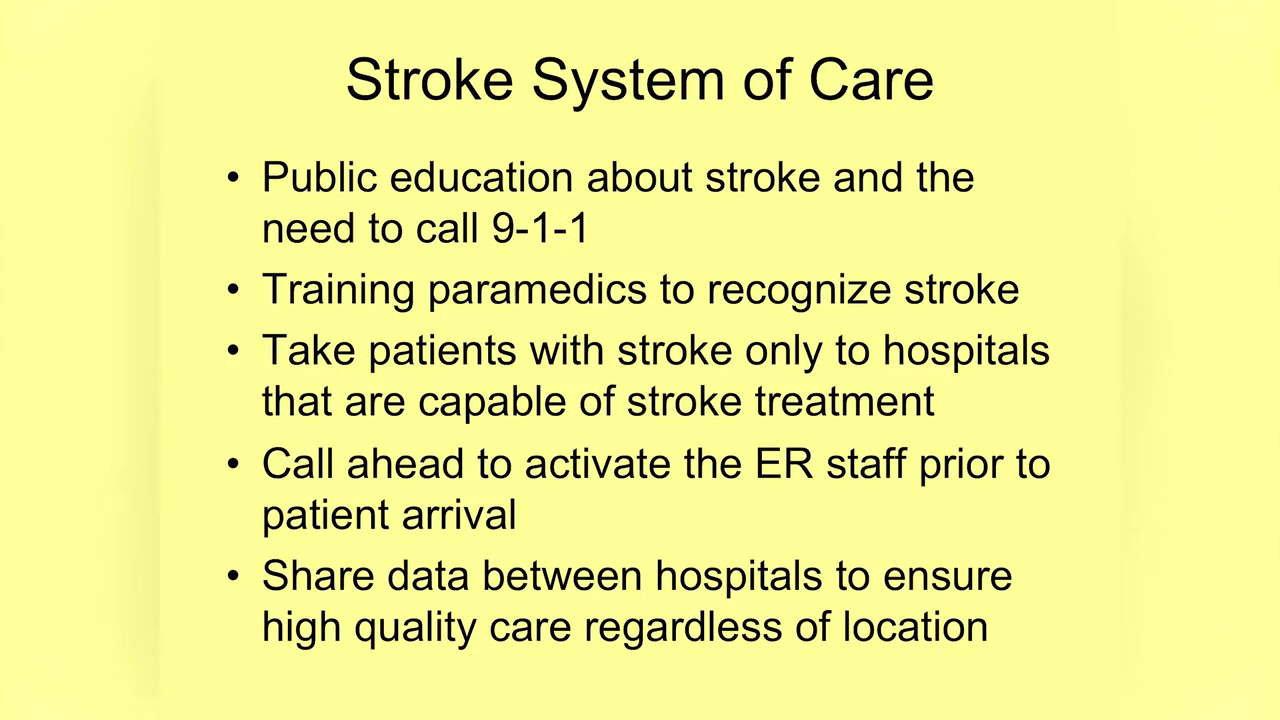 Stroke System of Care
• Public education about stroke and the
need to call 9-1-1
• Training paramedics to recognize stroke
• Take patients with stroke only to hospitals
that are capable of stroke treatment
• Call ahead to activate the ER staff prior to
patient arrival
• Share data between hospitals to ensure
high quality care regardless of location